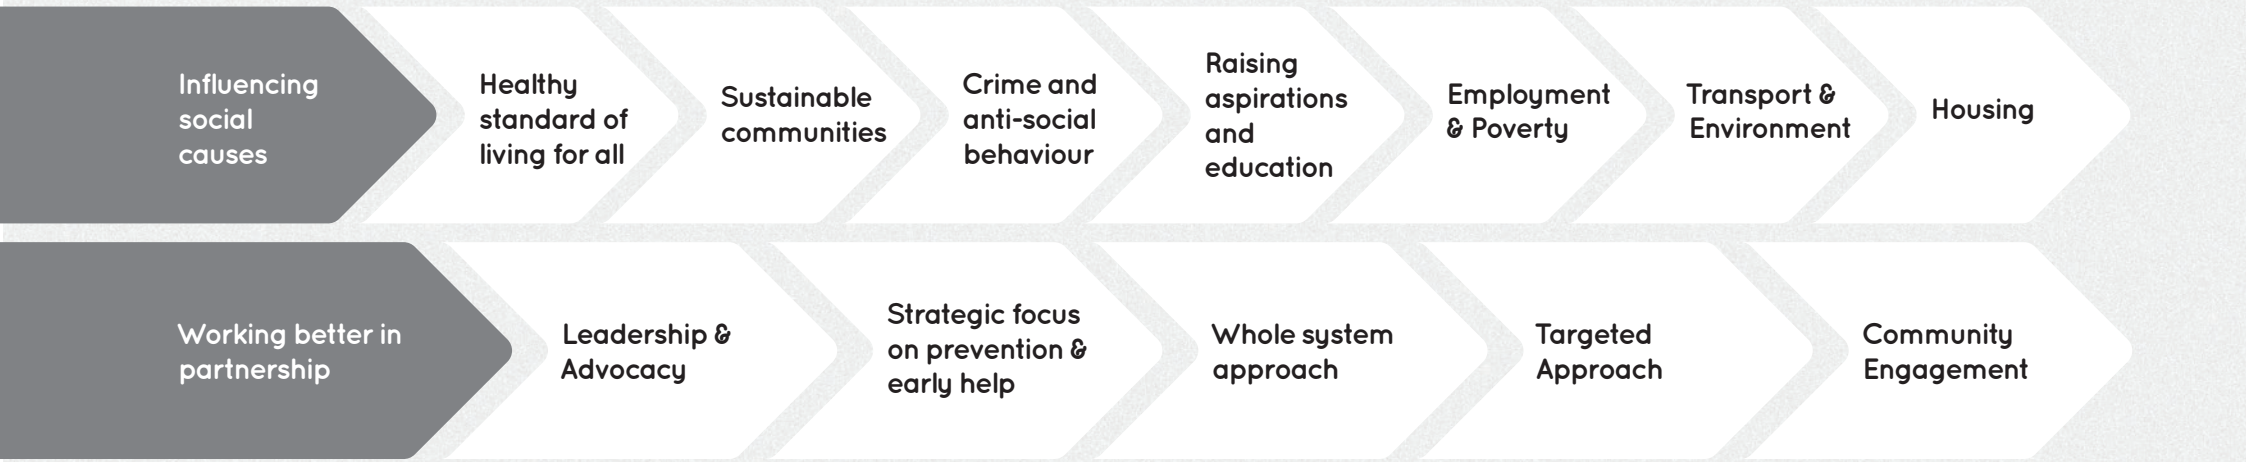 Influencing
social
causes
Healthy
standard of
living for all
Sustainable
communities
Crime and
anti-social
behaviour
Raising
aspirations
and
education
Employment
& Poverty
Transport &
Environment
Housing
Working better in
partnership
Leadership &
Advocacy
Strategic focus
on prevention &
early help
Whole system
approach
Targeted
Approach
Community
Engagement